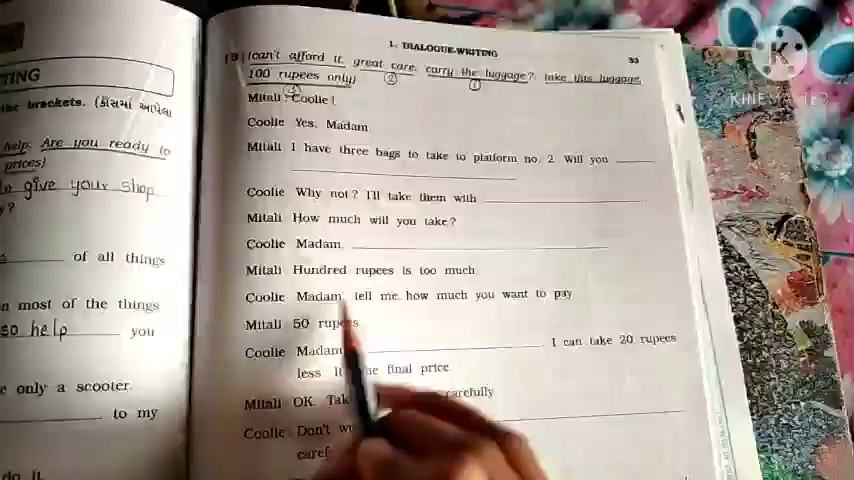 TING
the brackets. (કૌંસમાં આપેલા
help. Are you ready to
prices)
to give your shop
y?
of all things
n most of the things
so help you
e only a scooter.
to my
do it.
1. DIALOGUE-WRITING 33
(3) (can't afford it, great care, carry the luggage?, take this luggage,
100 rupees only)
2 1
3
Mitali : Coolie !
Coolie Yes, Madam
Mitali I have three bags to take to platform no. 2. Will you
Coolie Why not? I'll take them with
Mitali How much will you take?
Coolie Madam,
Mitali Hundred rupees is too much
Coolie Madam, tell me how much you want to pay
Mitali 50 rupees
Coolie Madam I can take 20 rupees
less. It the final price
Mitali OK. carefully
Coolie : Don't
KINEMASTER